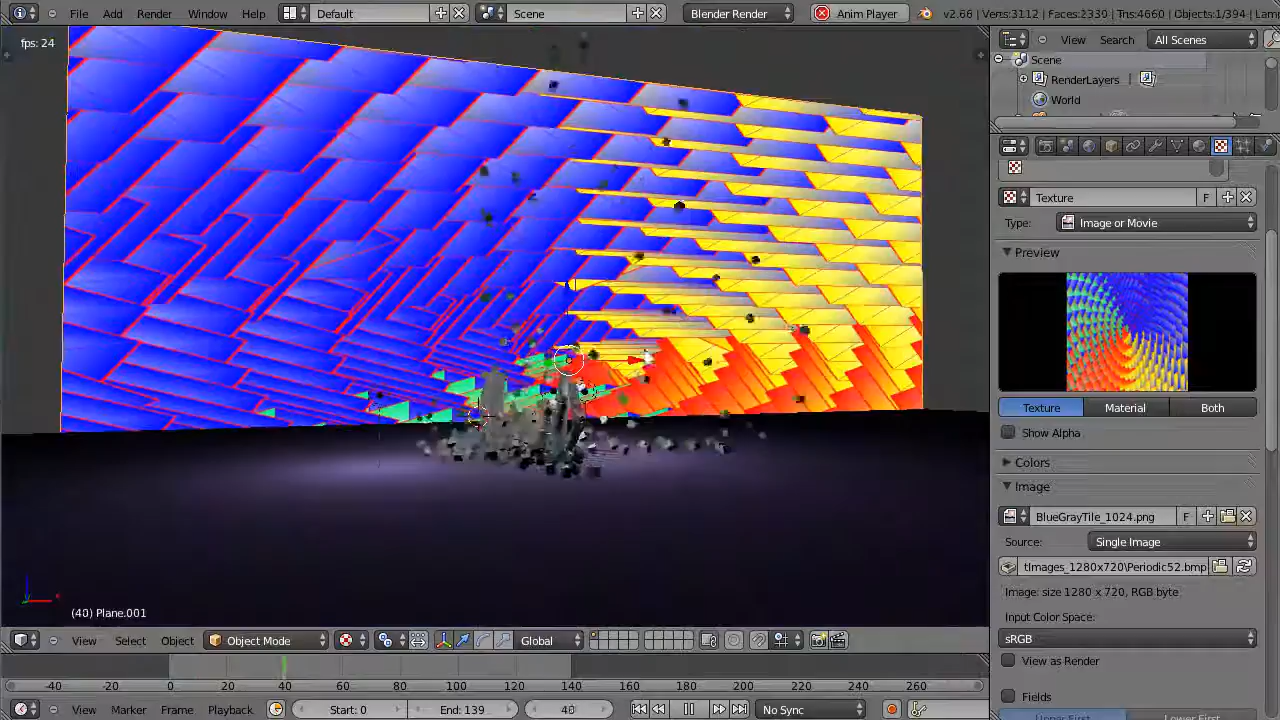 File Add Render Window Help Default Scene Blender Render Anim Player v2.66 | Verts:3112 | Faces:2330 | Tris:4660 | Objects:1/394 | Lam
fps: 24
View Search All Scenes
Scene
RenderLayers
World
Texture F
Type: Image or Movie
Preview
Texture Material Both
Show Alpha
Colors
Image
BlueGrayTile_1024.png F
Source: Single Image
tImages_1280x720\Periodic52.bmp
Image: size 1280 x 720, RGB byte
Input Color Space:
sRGB
View as Render
Fields
Upper First Lower First
(40) Plane.001
View Select Object Object Mode Global
-40 -20 0 20 40 60 80 100 120 140 160 180 200 220 240 260
View Marker Frame Playback Start: 0 End: 139 40 No Sync